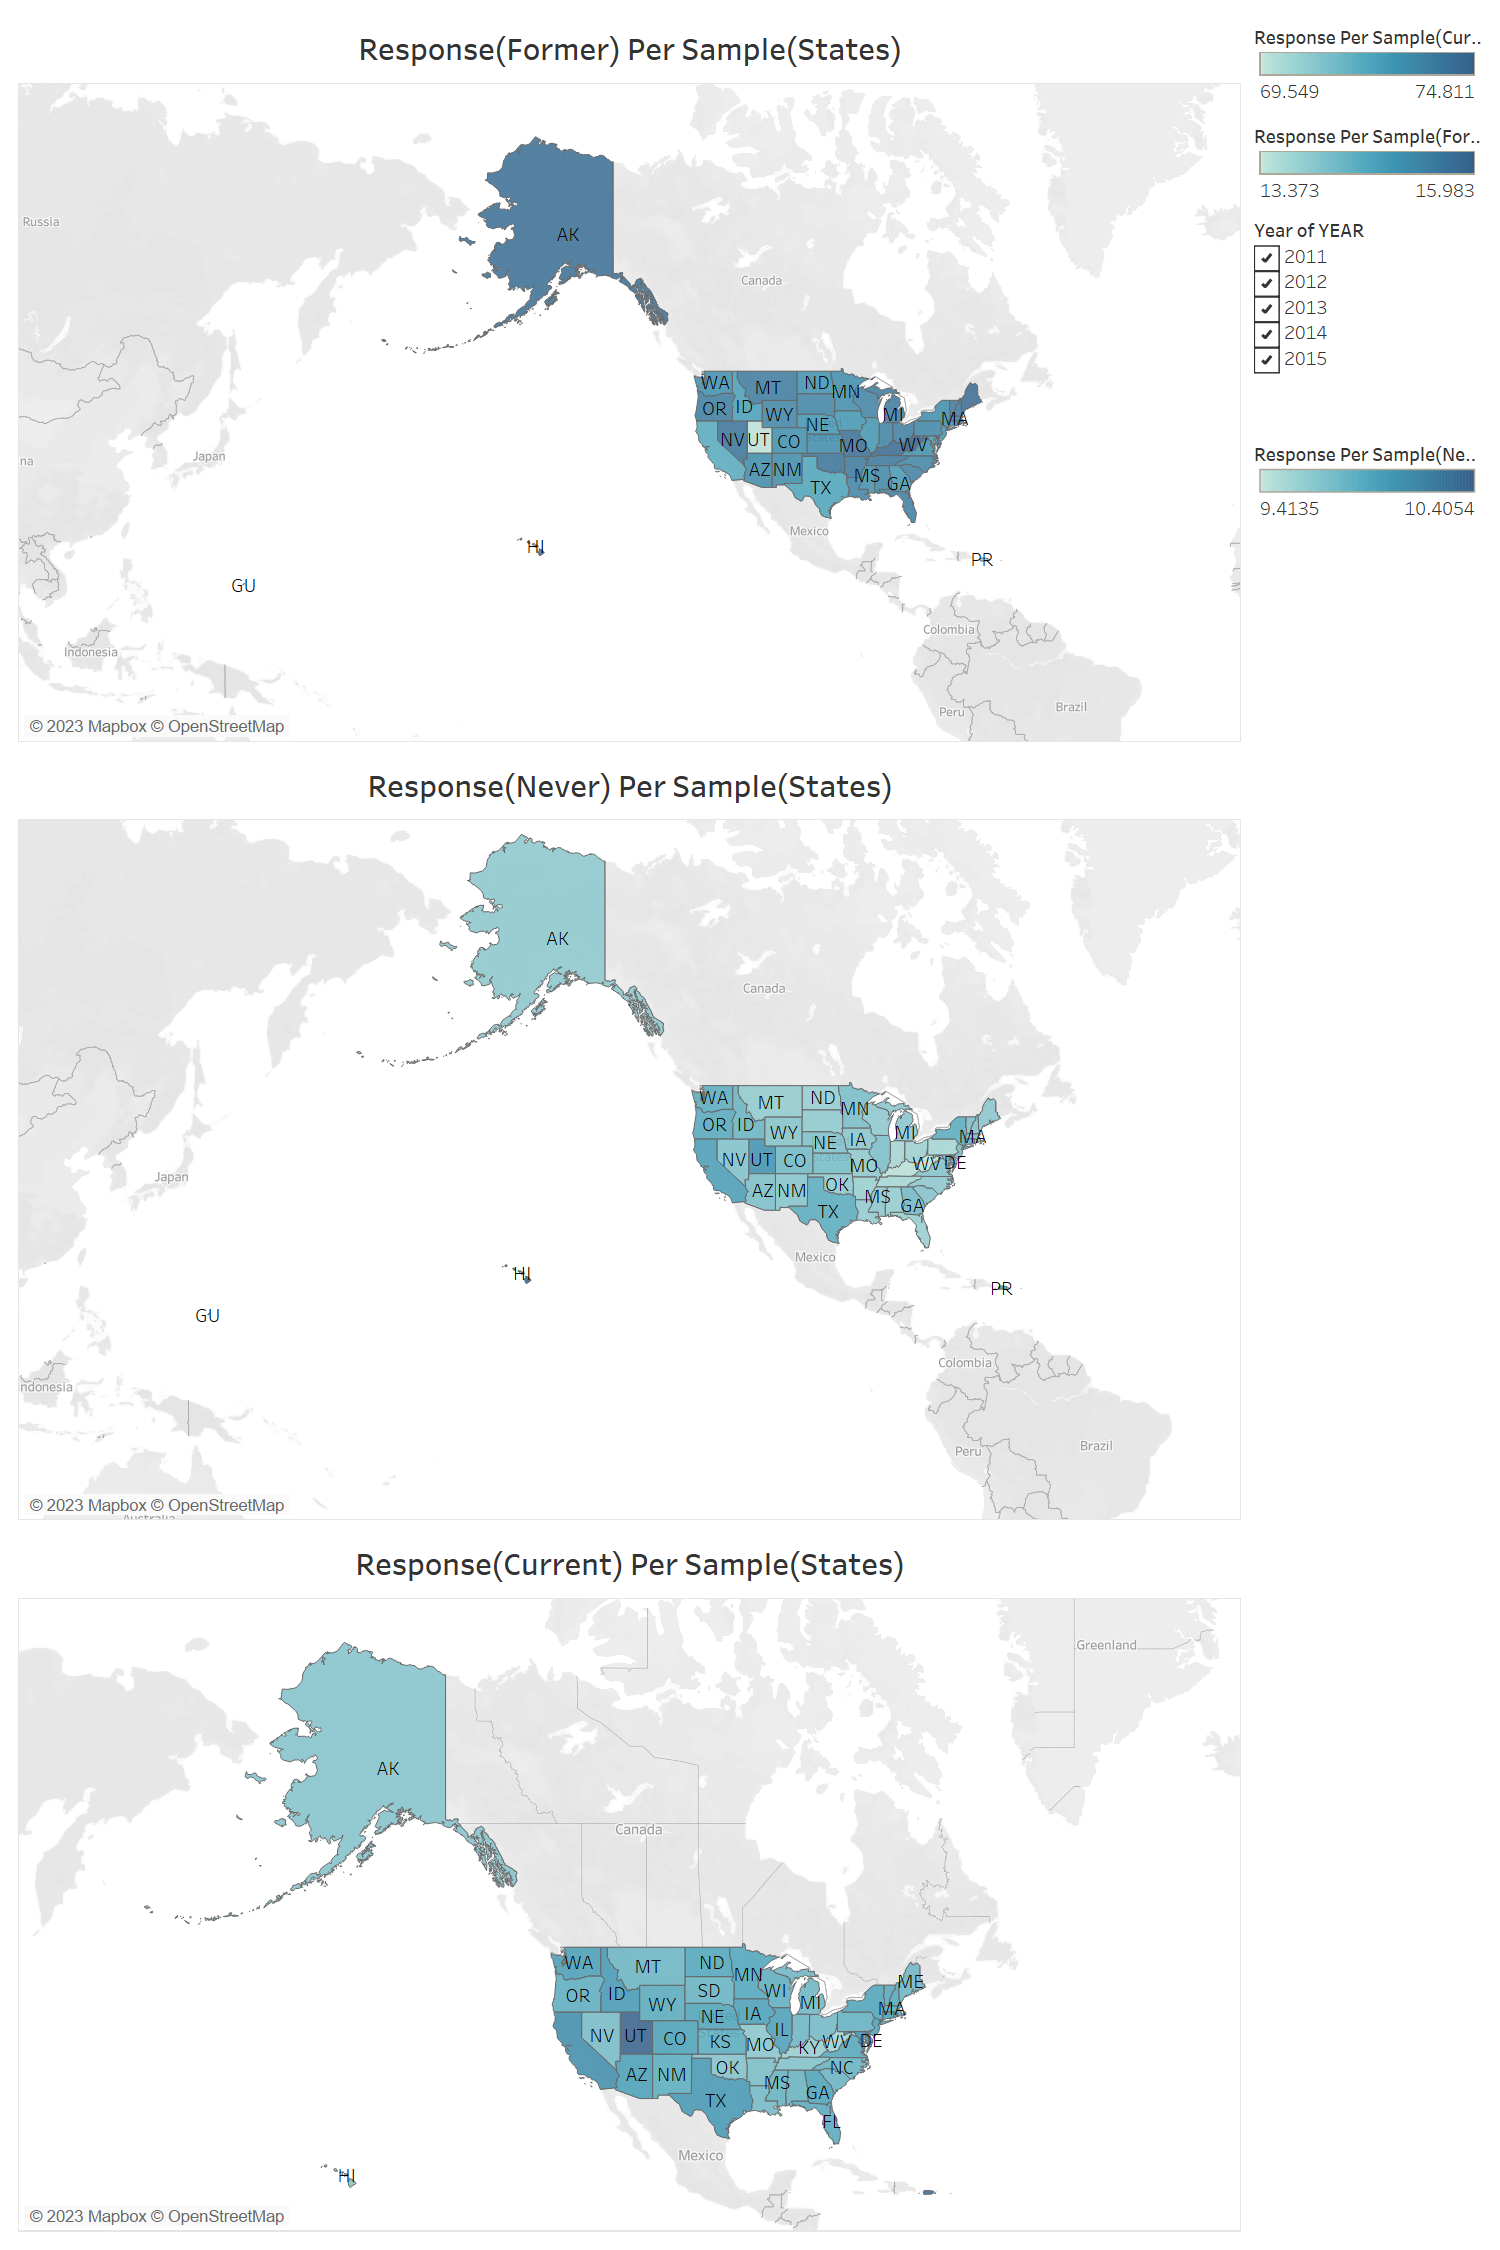 Response(Former) Per Sample(States)
Russia
AK
Canada
na
Japan
WA
MT
ND
MN
OR
ID
WY
NE
MI
MA
NV
UT
CO
MO
WV
AZ
NM
TX
MS
GA
Mexico
HI
PR
GU
Indonesia
Colombia
Peru
Brazil
© 2023 Mapbox © OpenStreetMap
Response Per Sample(Cur..
69.549 74.811
Response Per Sample(For..
13.373 15.983
Year of YEAR
2011
2012
2013
2014
2015
Response Per Sample(Ne..
9.4135 10.4054
Response(Never) Per Sample(States)
AK
Canada
Japan
WA
MT
ND
MN
OR
ID
WY
NE
IA
MI
MA
NV
UT
CO
MO
WV
DE
AZ
NM
OK
TX
MS
GA
States
Mexico
HI
PR
GU
ndonesia
Colombia
Peru
Brazil
© 2023 Mapbox © OpenStreetMap
Australia
Response(Current) Per Sample(States)
Greenland
AK
Canada
WA
MT
ND
MN
ME
OR
ID
WY
SD
WI
MI
MA
NE
IA
IL
NV
UT
CO
KS
MO
KY
WV
DE
AZ
NM
OK
NC
TX
MS
GA
FL
Mexico
HI
© 2023 Mapbox © OpenStreetMap